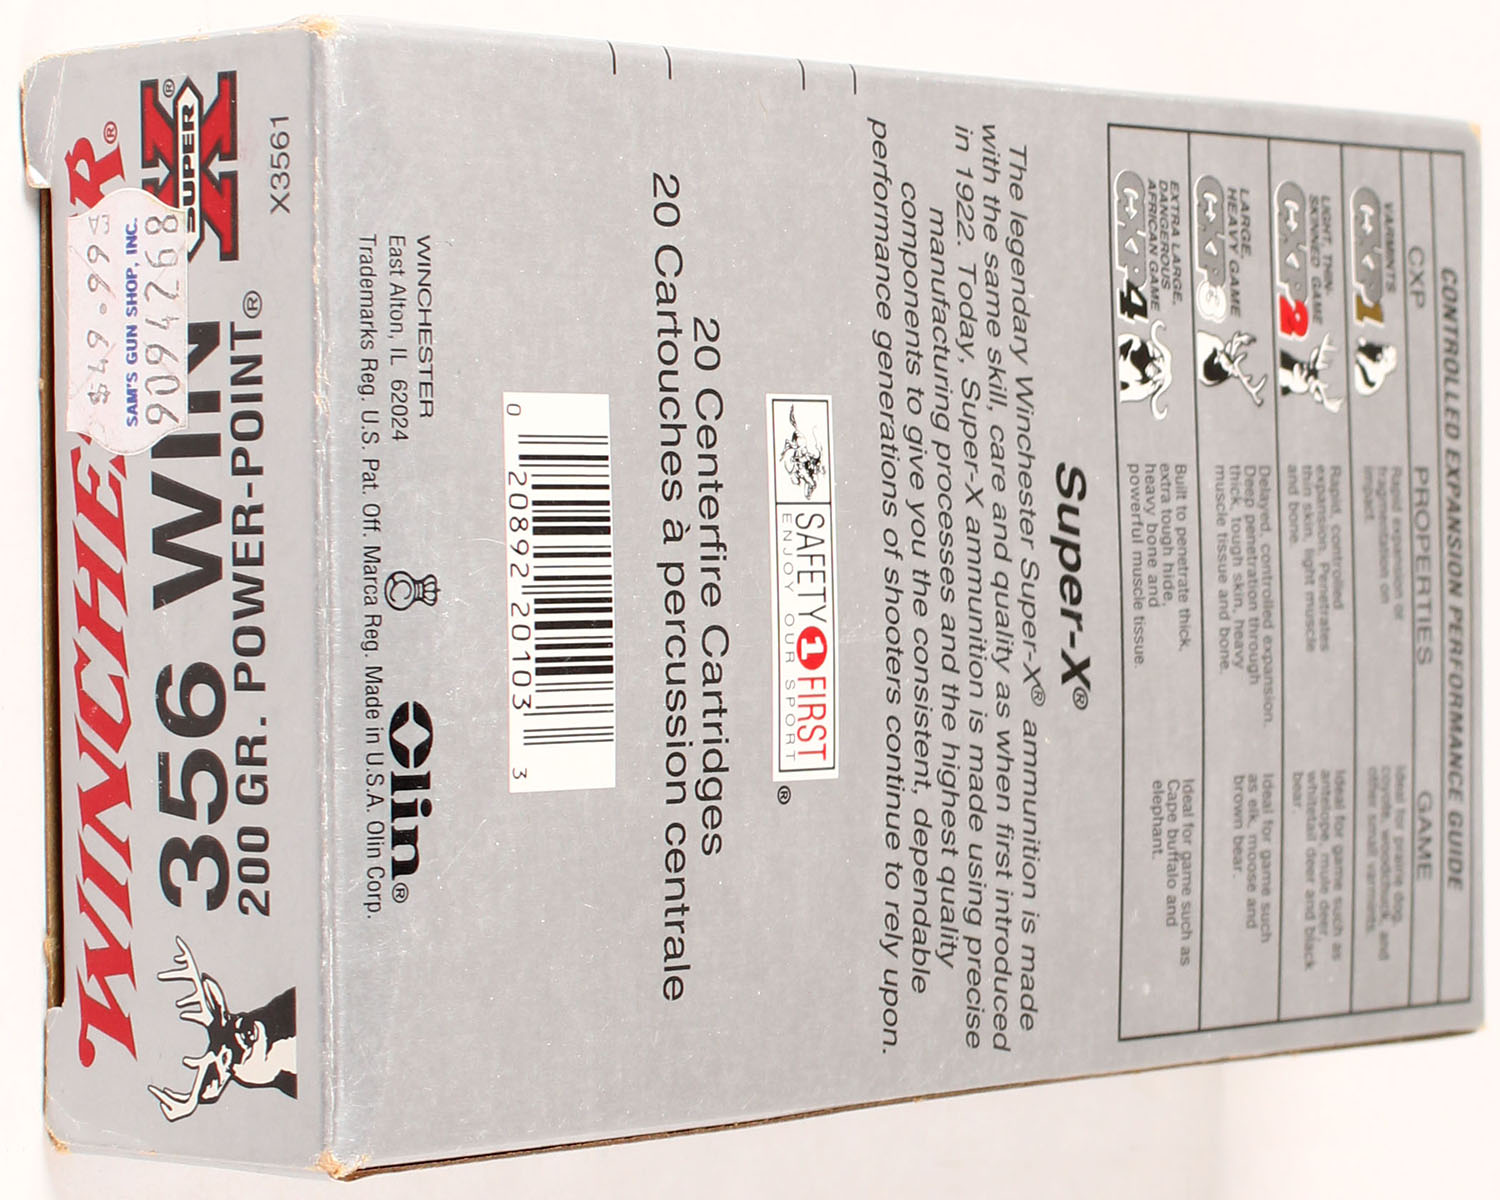 CONTROLLED EXPANSION PERFORMANCE GUIDE
CXP PROPERTIES GAME
VARMINTS
CXP1
Rapid expansion or
fragmentation on
impact.
Ideal for prairie dog,
coyote, woodchuck, and
other small varmints.
LIGHT, THIN-
SKINNED GAME
CXP2
Rapid, controlled
expansion. Penetrates
thin skin, light muscle
and bone.
Ideal for game such as
antelope, mule deer,
whitetail deer and black
bear.
LARGE,
HEAVY GAME
CXP3
Delayed, controlled expansion.
Deep penetration through
thick, tough skin, heavy
muscle tissue and bone.
Ideal for game such
as elk, moose and
brown bear.
EXTRA LARGE,
DANGEROUS
AFRICAN GAME
CXP4
Built to penetrate thick,
extra tough hide,
heavy bone and
powerful muscle tissue.
Ideal for game such as
Cape buffalo and
elephant.
Super-X®
The legendary Winchester Super-X® ammunition is made
with the same skill, care and quality as when first introduced
in 1922. Today, Super-X ammunition is made using precise
manufacturing processes and the highest quality
components to give you the consistent, dependable
performance generations of shooters continue to rely upon.
SAFETY 1 FIRST
ENJOY OUR SPORT
®
20 Centerfire Cartridges
20 Cartouches à percussion centrale
0 20892 20103 3
WINCHESTER
East Alton, IL 62024
Olin®
Trademarks Reg. U.S. Pat. Off. Marca Reg. Made in U.S.A. Olin Corp.
X3561
SUPER X®
200 GR. POWER-POINT®
356 WIN
8924606
SAM'S GUN SHOP, INC.